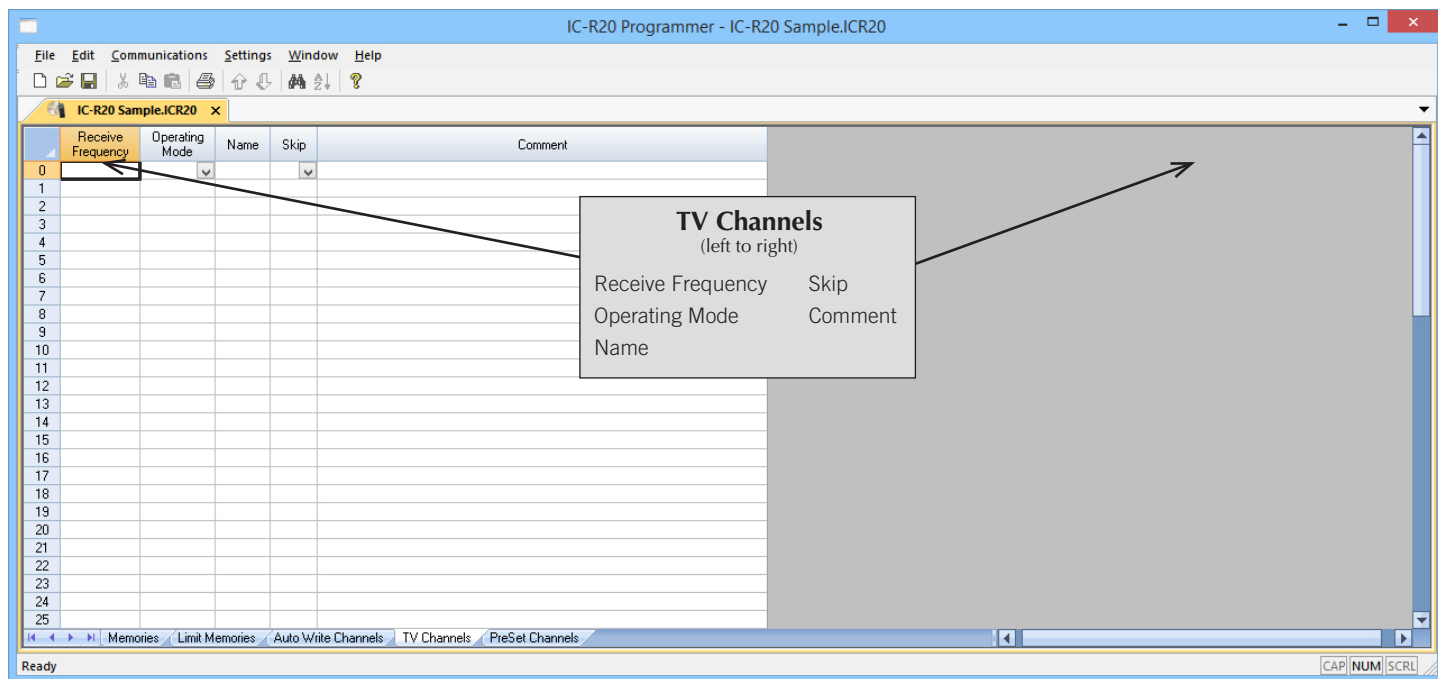 IC-R20 Programmer - IC-R20 Sample.ICR20
File Edit Communications Settings Window Help
IC-R20 Sample.ICR20
Receive Frequency Operating Mode Name Skip Comment
0
1
2
3
4
5
6
7
8
9
10
11
12
13
14
15
16
17
18
19
20
21
22
23
24
25
TV Channels
(left to right)
Receive Frequency Skip
Operating Mode Comment
Name
Memories Limit Memories Auto Write Channels TV Channels PreSet Channels
Ready CAP NUM SCRL